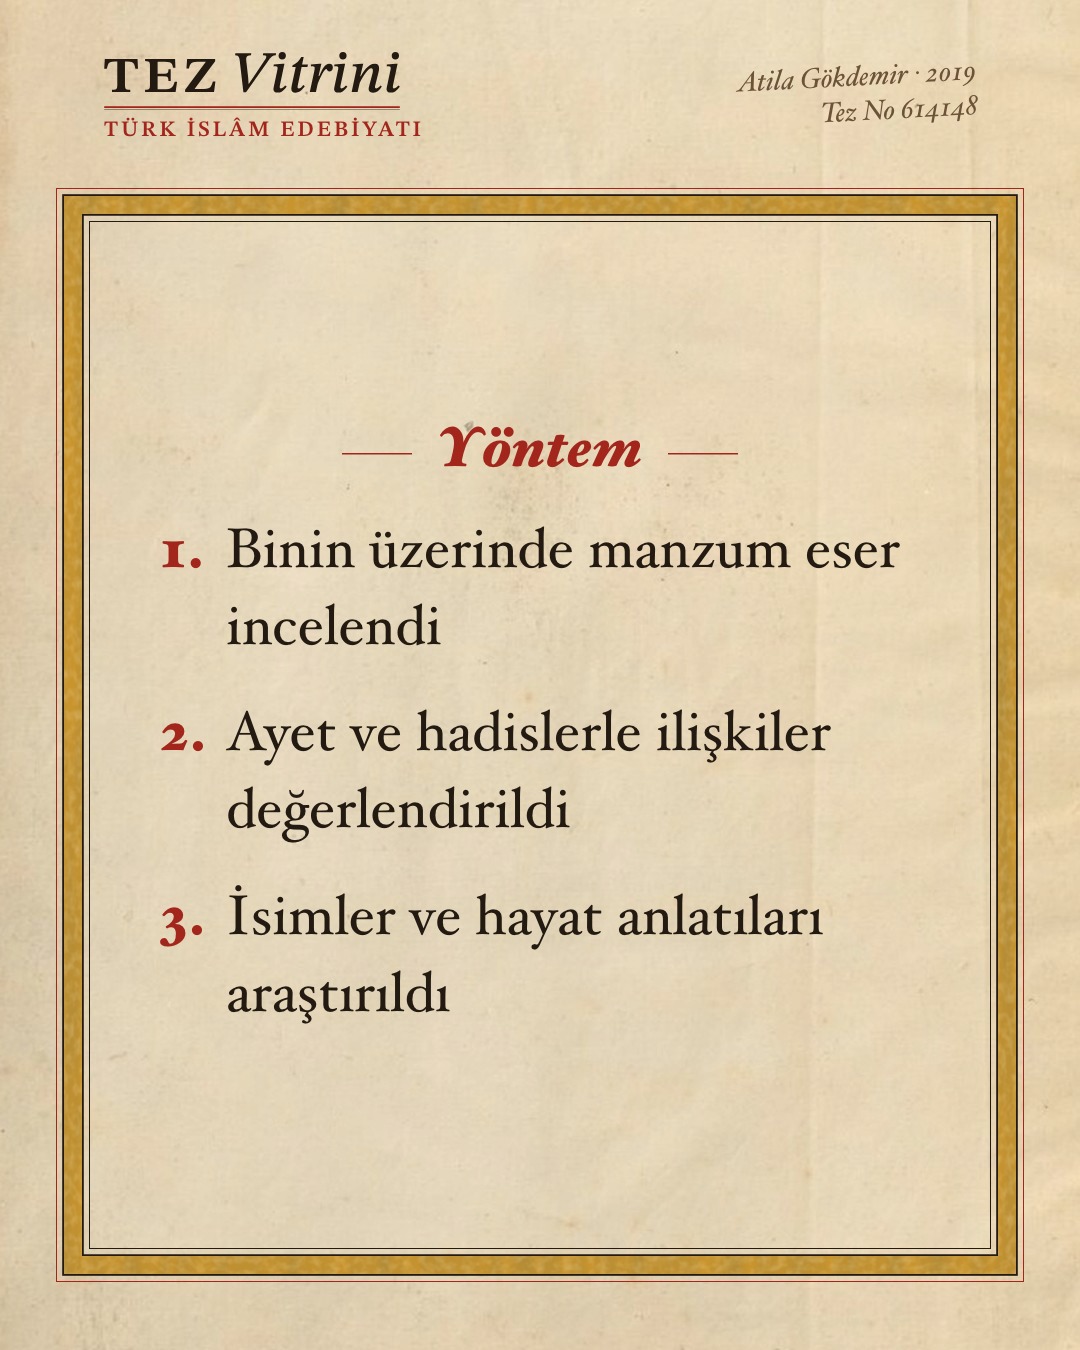 TEZ Vitrini
TÜRK İSLÂM EDEBİYATI
Atila Gökdemir · 2019
Tez No 614148
Yöntem
1. Binin üzerinde manzum eser
incelendi
2. Ayet ve hadislerle ilişkiler
değerlendirildi
3. İsimler ve hayat anlatıları
araştırıldı